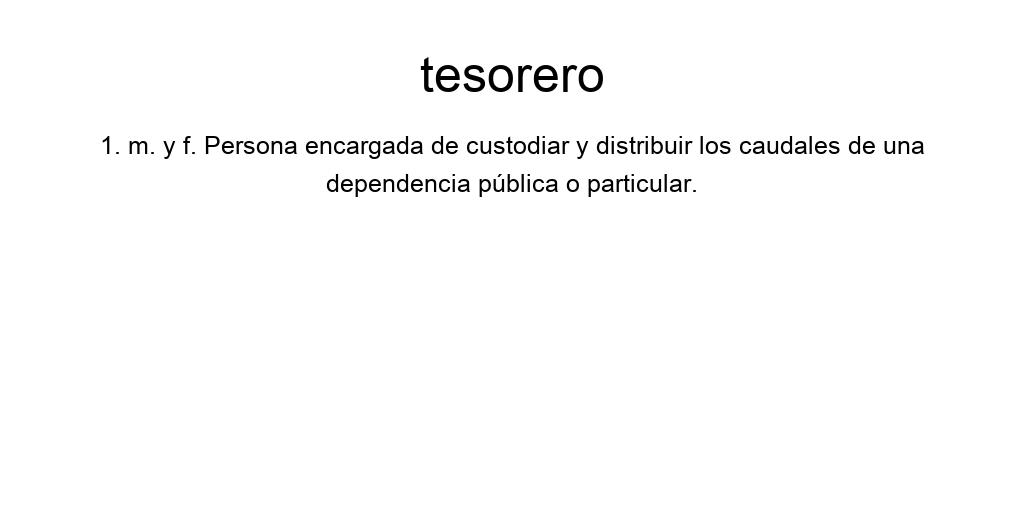 tesorero
1. m. y f. Persona encargada de custodiar y distribuir los caudales de una
dependencia pública o particular.